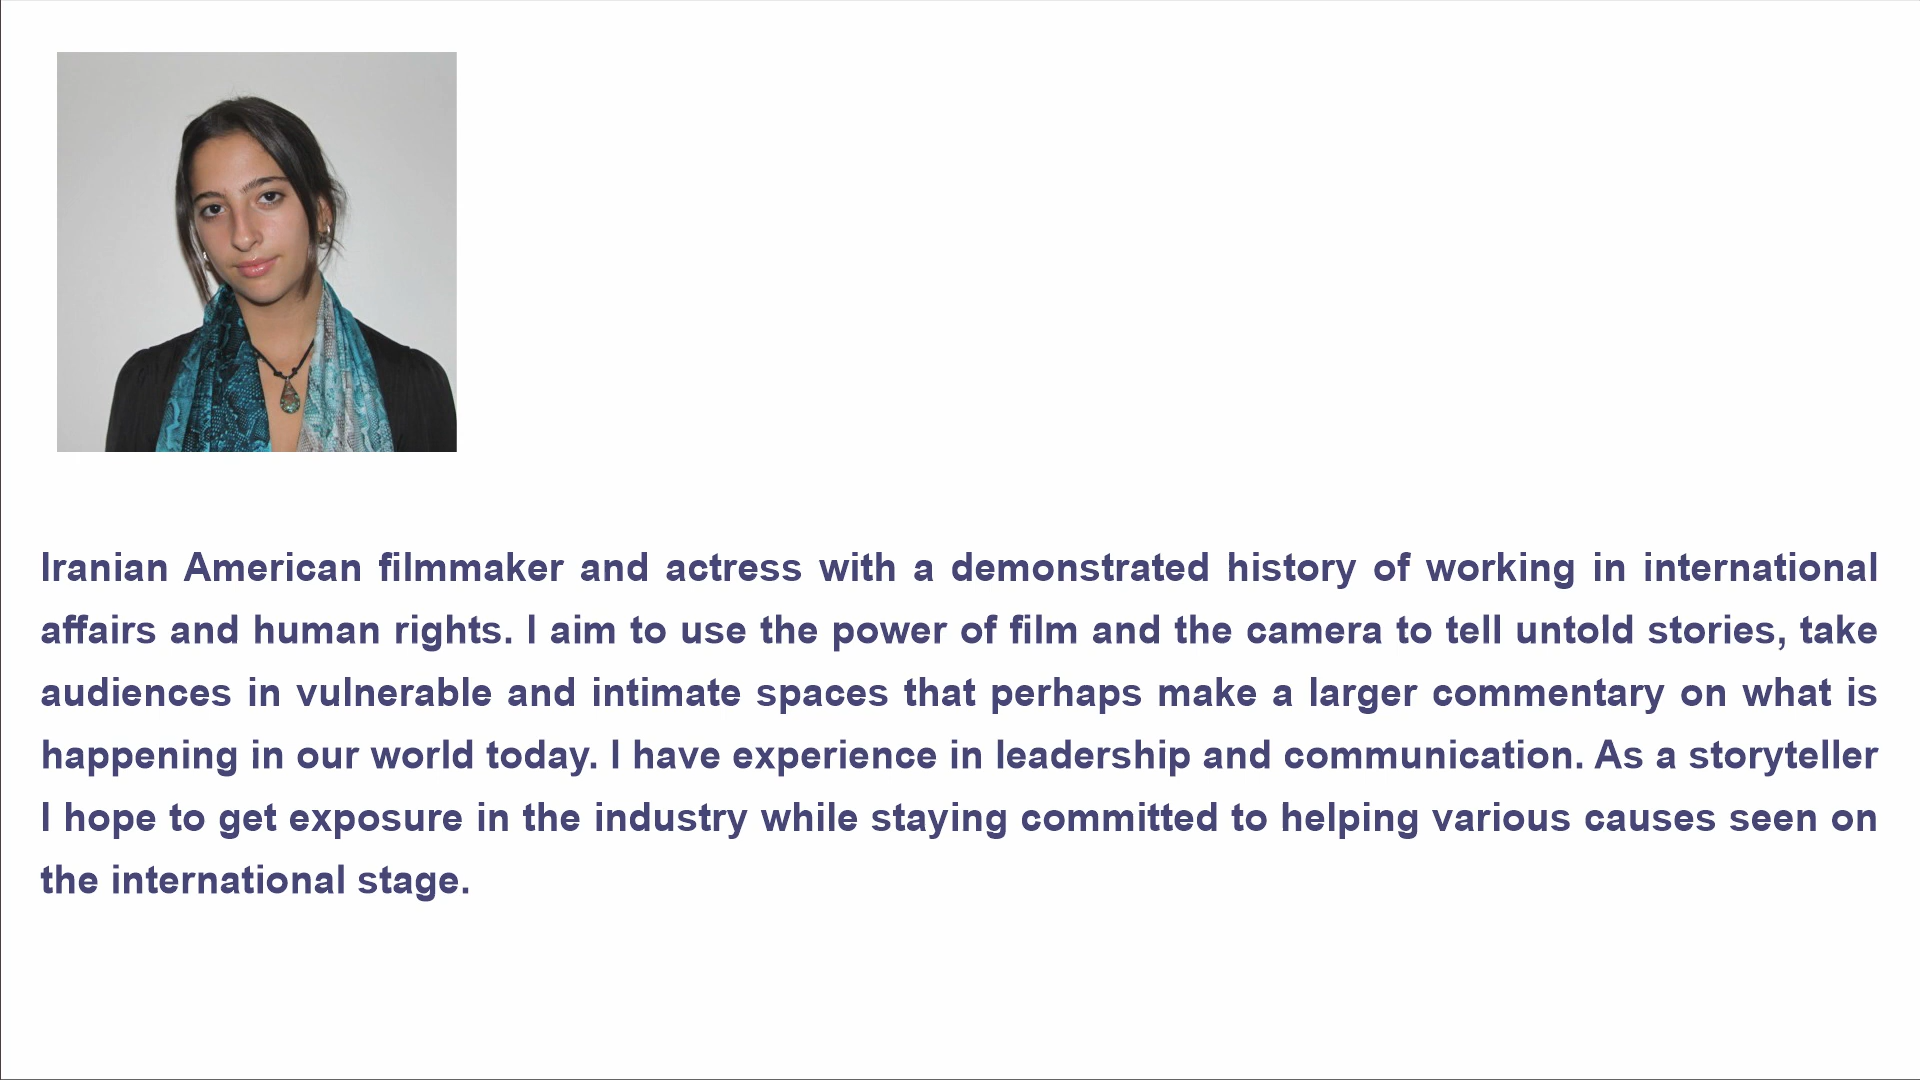 Iranian American filmmaker and actress with a demonstrated history of working in international
affairs and human rights. I aim to use the power of film and the camera to tell untold stories, take
audiences in vulnerable and intimate spaces that perhaps make a larger commentary on what is
happening in our world today. I have experience in leadership and communication. As a storyteller
I hope to get exposure in the industry while staying committed to helping various causes seen on
the international stage.